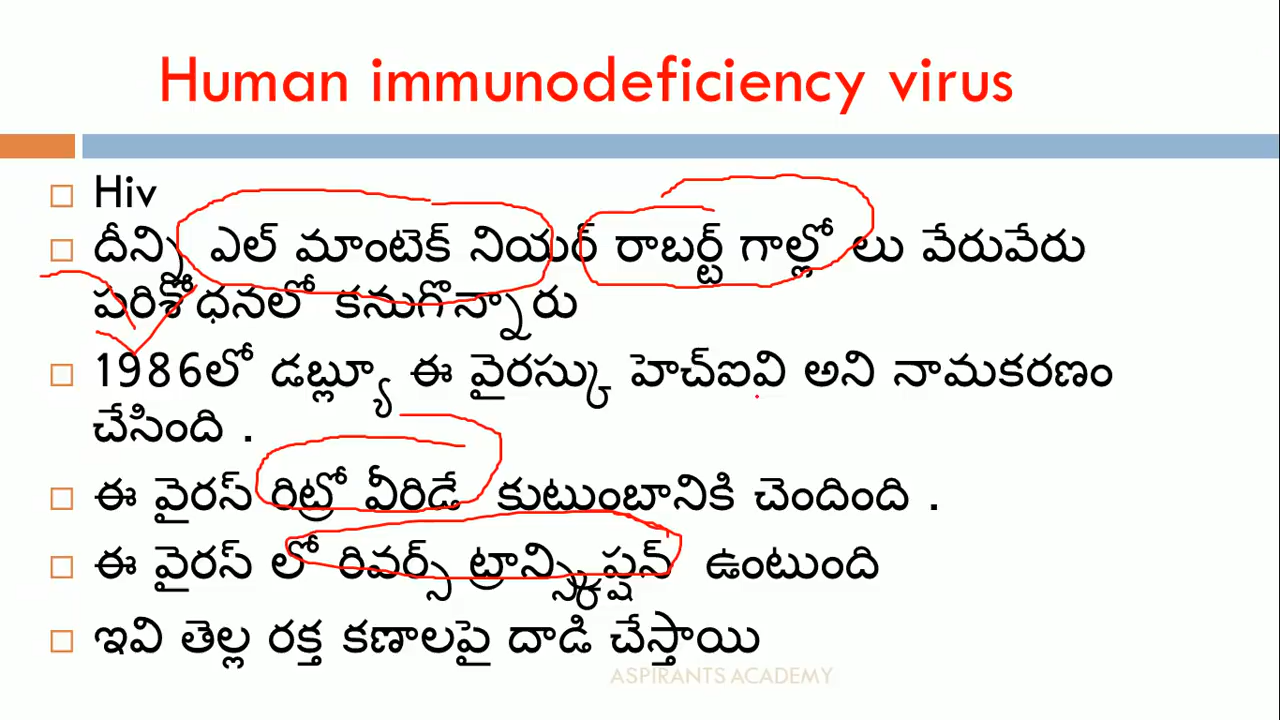 Human immunodeficiency virus
Hiv
దీన్ని ఎల్ మాంటెక్ నియర్ రాబర్ట్ గాల్లో లు వేరువేరు
పరిశోధనలో కనుగొన్నారు
1986లో డబ్ల్యూ ఈ వైరస్కు హెచ్ఐవి అని నామకరణం
చేసింది .
ఈ వైరస్ రిట్రో వీరిడే కుటుంబానికి చెందింది .
ఈ వైరస్ లో రివర్స్ ట్రాన్స్క్రిప్షన్ ఉంటుంది
ఇవి తెల్ల రక్త కణాలపై దాడి చేస్తాయి
ASPIRANTS ACADEMY